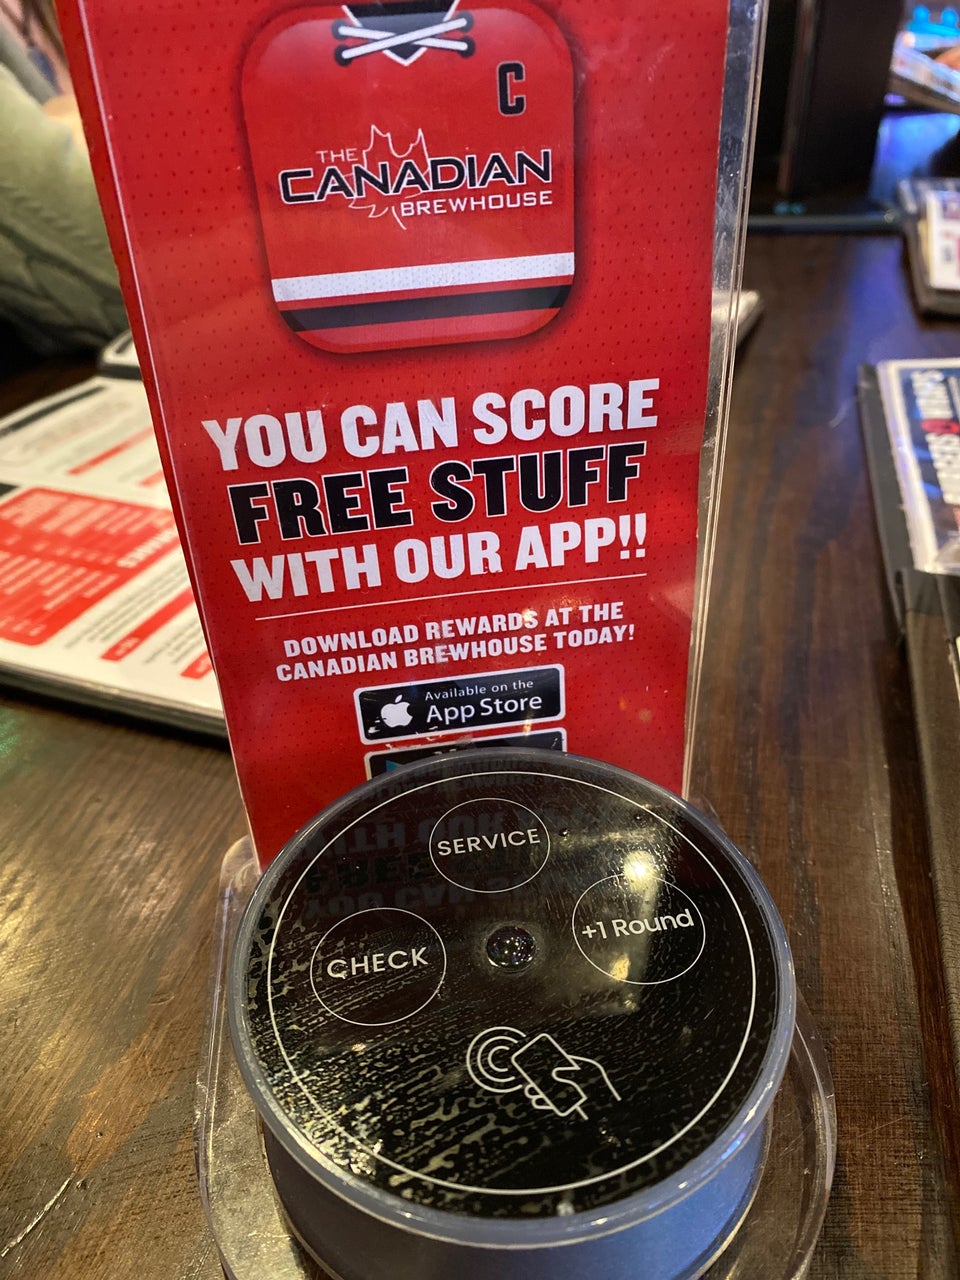 C
THE
CANADIAN
BREWHOUSE
YOU CAN SCORE
FREE STUFF
WITH OUR APP!!
DOWNLOAD REWARDS AT THE
CANADIAN BREWHOUSE TODAY!
Available on the
App Store
SERVICE
+1 Round
CHECK